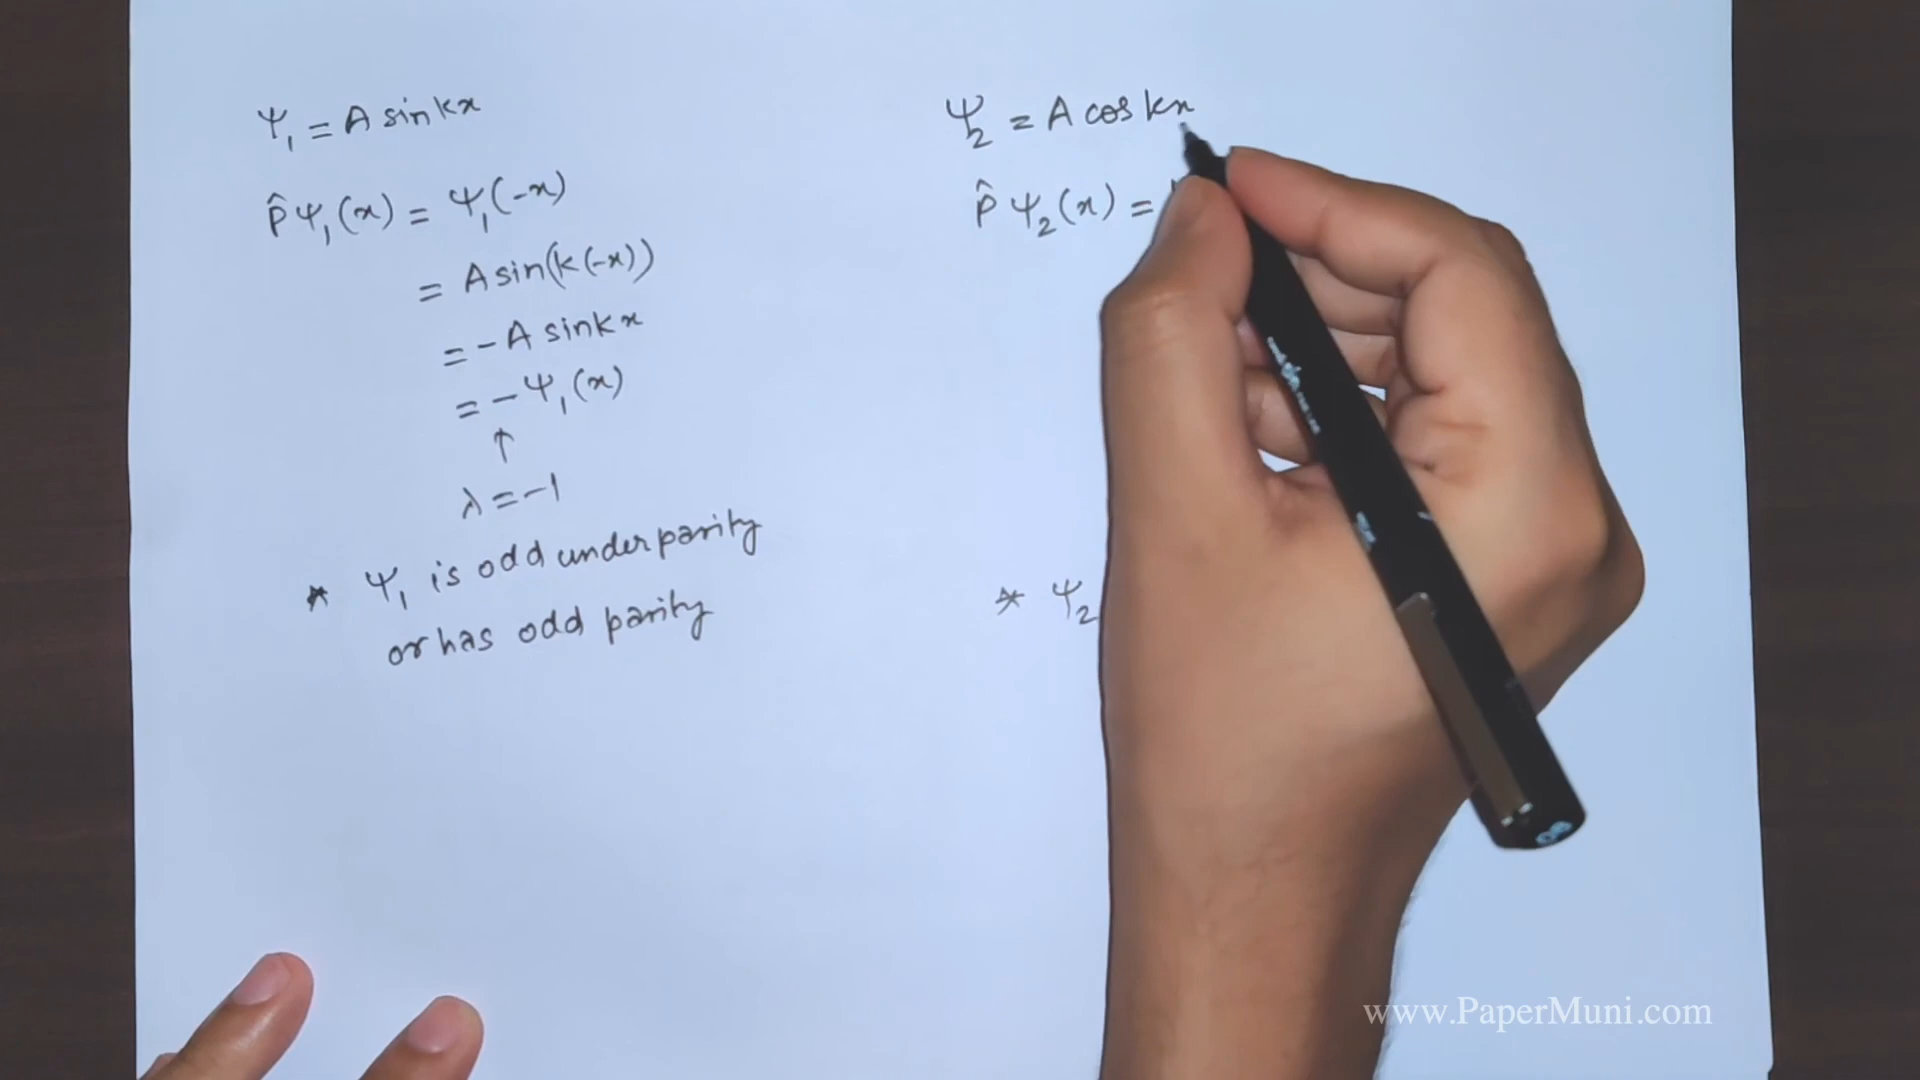 Ψ₁ = A sin kx
P̂ Ψ₁(x) = Ψ₁(-x)
= A sin(k(-x))
= - A sin kx
= - Ψ₁(x)
↑
λ = -1
* Ψ₁ is odd under parity
or has odd parity
Ψ₂ = A cos kx
P̂ Ψ₂(x) =
* Ψ₂
www.PaperMuni.com